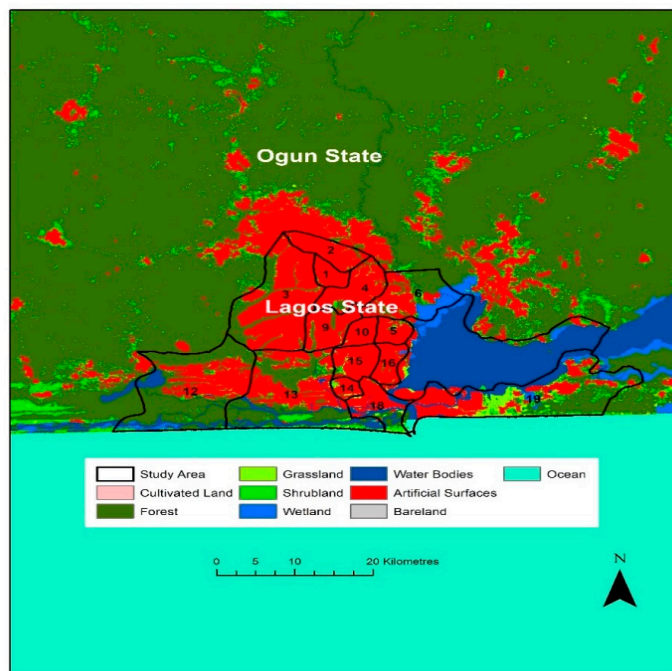 Ogun State
2
1
3
4
6
Lagos State
9
10
5
15
16
12
13
14
18
19
Study Area
Grassland
Water Bodies
Ocean
Cultivated Land
Shrubland
Artificial Surfaces
Forest
Wetland
Bareland
0 5 10 20 Kilometres
N